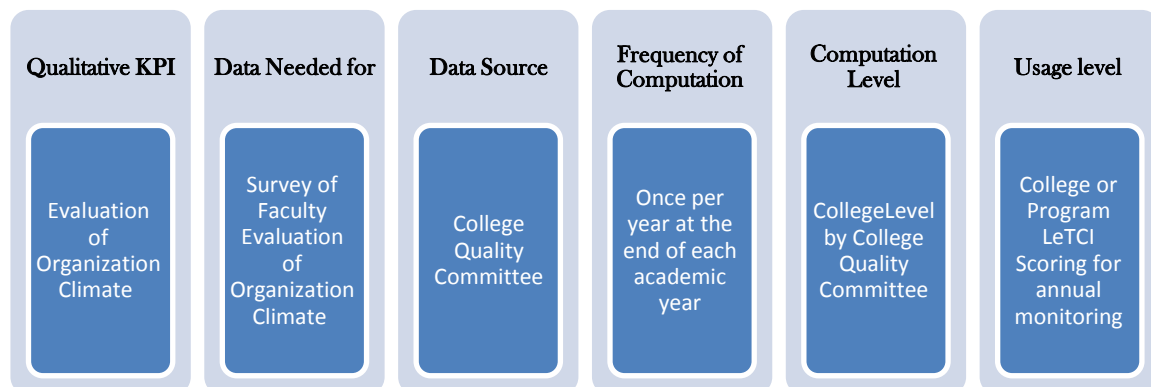 Qualitative KPI
Evaluation
of
Organization
Climate
Data Needed for
Survey of
Faculty
Evaluation
of
Organization
Climate
Data Source
College
Quality
Committee
Frequency of
Computation
Once per
year at the
end of each
academic
year
Computation
Level
CollegeLevel
by College
Quality
Committee
Usage level
College or
Program
LeTCI
Scoring for
annual
monitoring